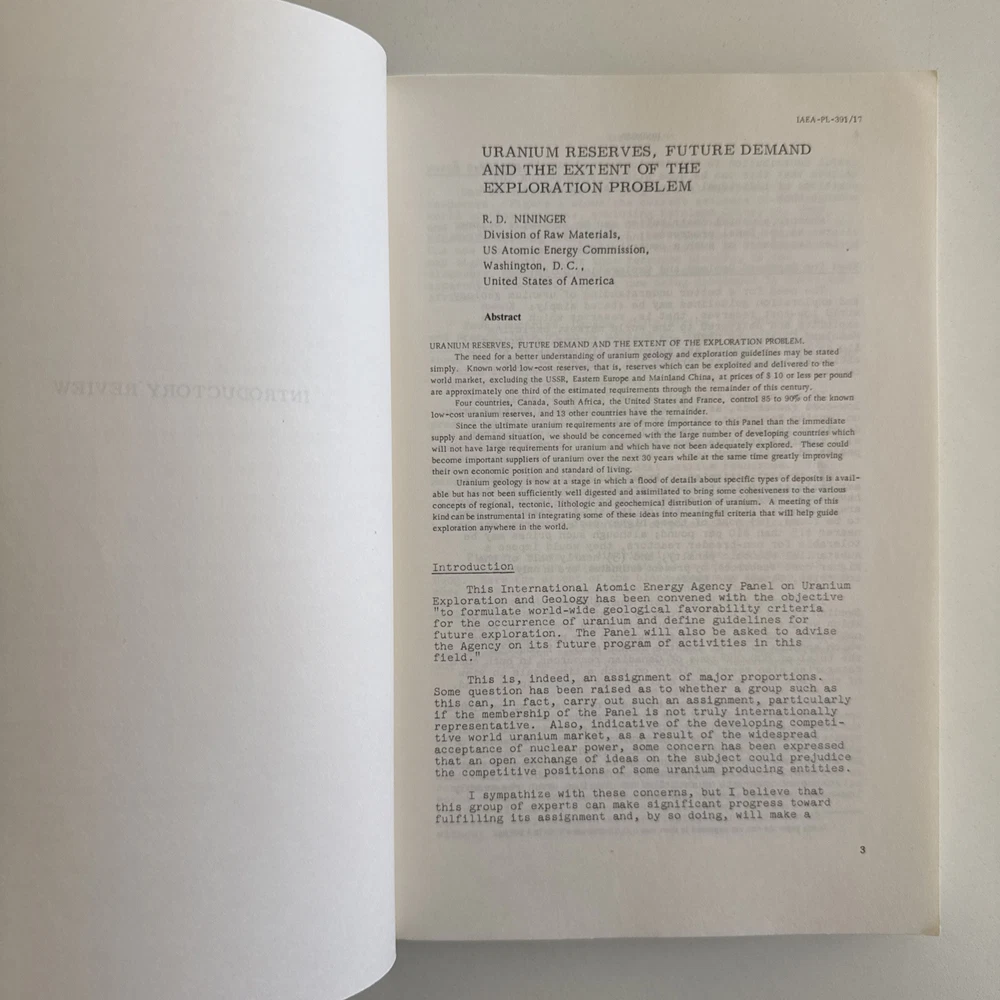 INTRODUCTORY REVIEW
IAEA-PL-391/17
URANIUM RESERVES, FUTURE DEMAND
AND THE EXTENT OF THE
EXPLORATION PROBLEM
R. D. NININGER
Division of Raw Materials,
US Atomic Energy Commission,
Washington, D. C. ,
United States of America
Abstract
URANIUM RESERVES, FUTURE DEMAND AND THE EXTENT OF THE EXPLORATION PROBLEM.
The need for a better understanding of uranium geology and exploration guidelines may be stated
simply. Known world low-cost reserves, that is, reserves which can be exploited and delivered to the
world market, excluding the USSR, Eastern Europe and Mainland China, at prices of $ 10 or less per pound
are approximately one third of the estimated requirements through the remainder of this century.
Four countries, Canada, South Africa, the United States and France, control 85 to 90% of the known
low-cost uranium reserves, and 13 other countries have the remainder.
Since the ultimate uranium requirements are of more importance to this Panel than the immediate
supply and demand situation, we should be concerned with the large number of developing countries which
will not have large requirements for uranium and which have not been adequately explored. These could
become important suppliers of uranium over the next 30 years while at the same time greatly improving
their own economic position and standard of living.
Uranium geology is now at a stage in which a flood of details about specific types of deposits is avail-
able but has not been sufficiently well digested and assimilated to bring some cohesiveness to the various
concepts of regional, tectonic, lithologic and geochemical distribution of uranium. A meeting of this
kind can be instrumental in integrating some of these ideas into meaningful criteria that will help guide
exploration anywhere in the world.
Introduction
This International Atomic Energy Agency Panel on Uranium
Exploration and Geology has been convened with the objective
"to formulate world-wide geological favorability criteria
for the occurrence of uranium and define guidelines for
future exploration. The Panel will also be asked to advise
the Agency on its future program of activities in this
field."
This is, indeed, an assignment of major proportions.
Some question has been raised as to whether a group such as
this can, in fact, carry out such an assignment, particularly
if the membership of the Panel is not truly internationally
representative. Also, indicative of the developing competi-
tive world uranium market, as a result of the widespread
acceptance of nuclear power, some concern has been expressed
that an open exchange of ideas on the subject could prejudice
the competitive positions of some uranium producing entities.
I sympathize with these concerns, but I believe that
this group of experts can make significant progress toward
fulfilling its assignment and, by so doing, will make a
3